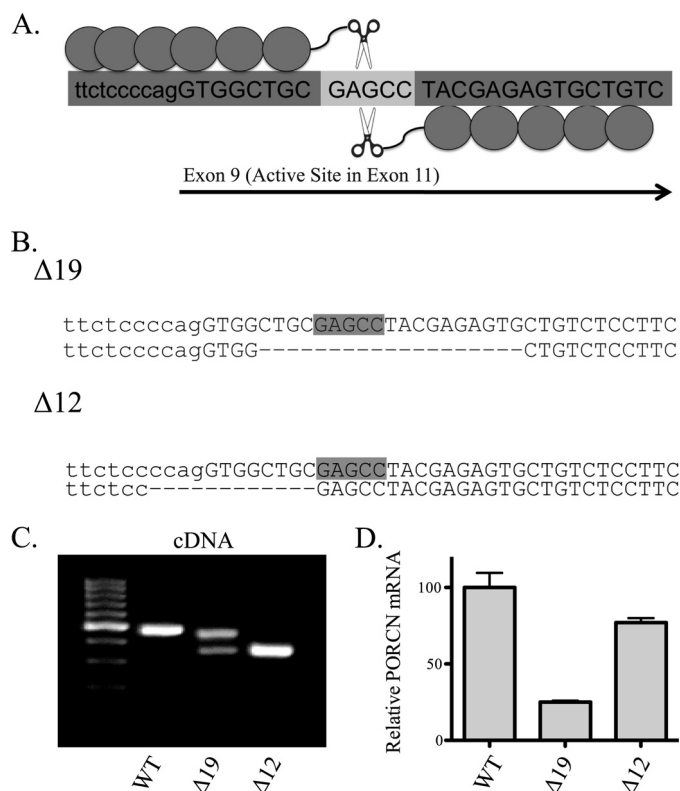 A.
ttctccccagGTGGCTGC GAGCC TACGAGAGTGCTGTC
Exon 9 (Active Site in Exon 11)
B.
Δ19
ttctccccagGTGGCTGCGAGCCTACGAGAGTGCTGTCTCCTTC
ttctccccagGTGG-------------------CTGTCTCCTTC
Δ12
ttctccccagGTGGCTGCGAGCCTACGAGAGTGCTGTCTCCTTC
ttctcc------------GAGCCTACGAGAGTGCTGTCTCCTTC
C.
cDNA
WT
Δ19
Δ12
D.
Relative PORCN mRNA
100
50
0
WT
Δ19
Δ12